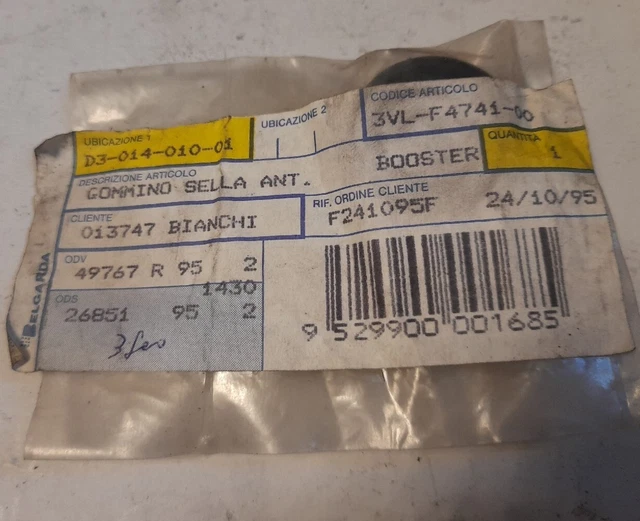 UBICAZIONE 1
D3-014-010-01
UBICAZIONE 2
CODICE ARTICOLO
3VL-F4741-00
DESCRIZIONE ARTICOLO
GOMMINO SELLA ANT.
BOOSTER
QUANTITÀ
1
CLIENTE
013747 BIANCHI
RIF. ORDINE CLIENTE
F241095F
24/10/95
ODV
49767 R 95 2
1430
ODS
26851 95 2
BELGARDA
9 529900 001685